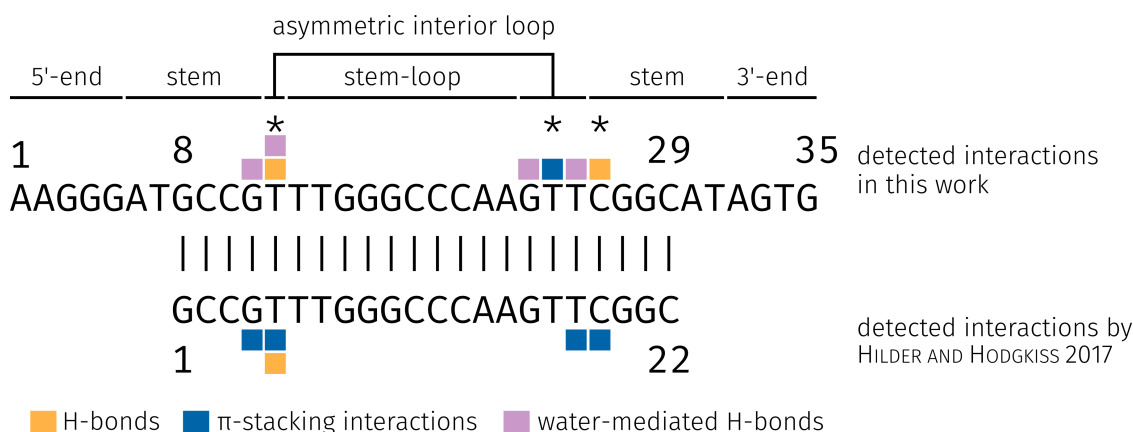 asymmetric interior loop
5'-end stem stem-loop stem 3'-end
* * *
1 8 29 35
detected interactions
in this work
AAGGGATGCCGTTTGGGCCCAAGTTCGGCATAGTG
GCCGTTTGGGCCCAAGTTCGGC
detected interactions by
HILDER AND HODGKISS 2017
1 22
H-bonds π-stacking interactions water-mediated H-bonds